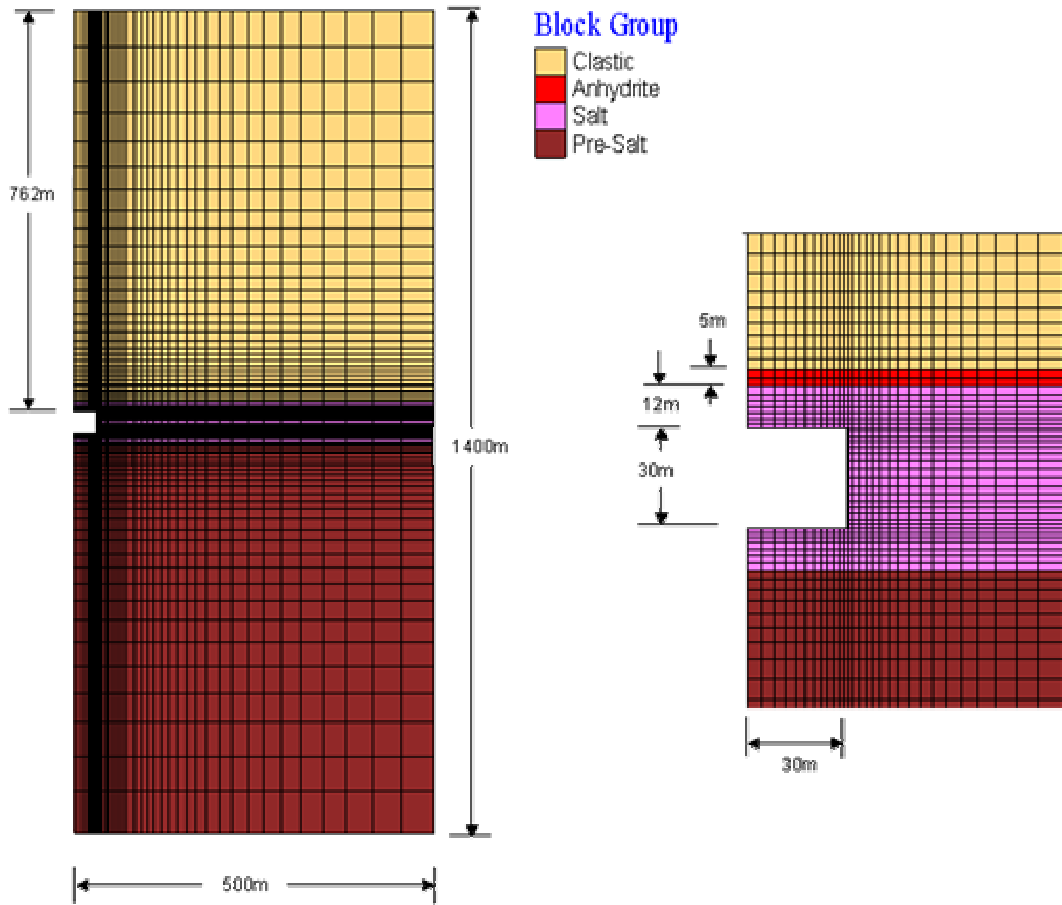 Block Group
Clastic
Anhydrite
Salt
Pre-Salt
762m
1400m
500m
5m
12m
30m
30m